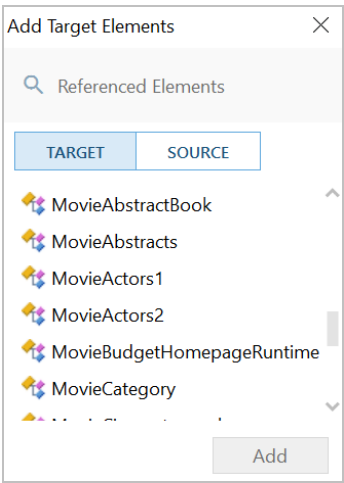 Add Target Elements
Referenced Elements
TARGET SOURCE
MovieAbstractBook
MovieAbstracts
MovieActors1
MovieActors2
MovieBudgetHomepageRuntime
MovieCategory
Add